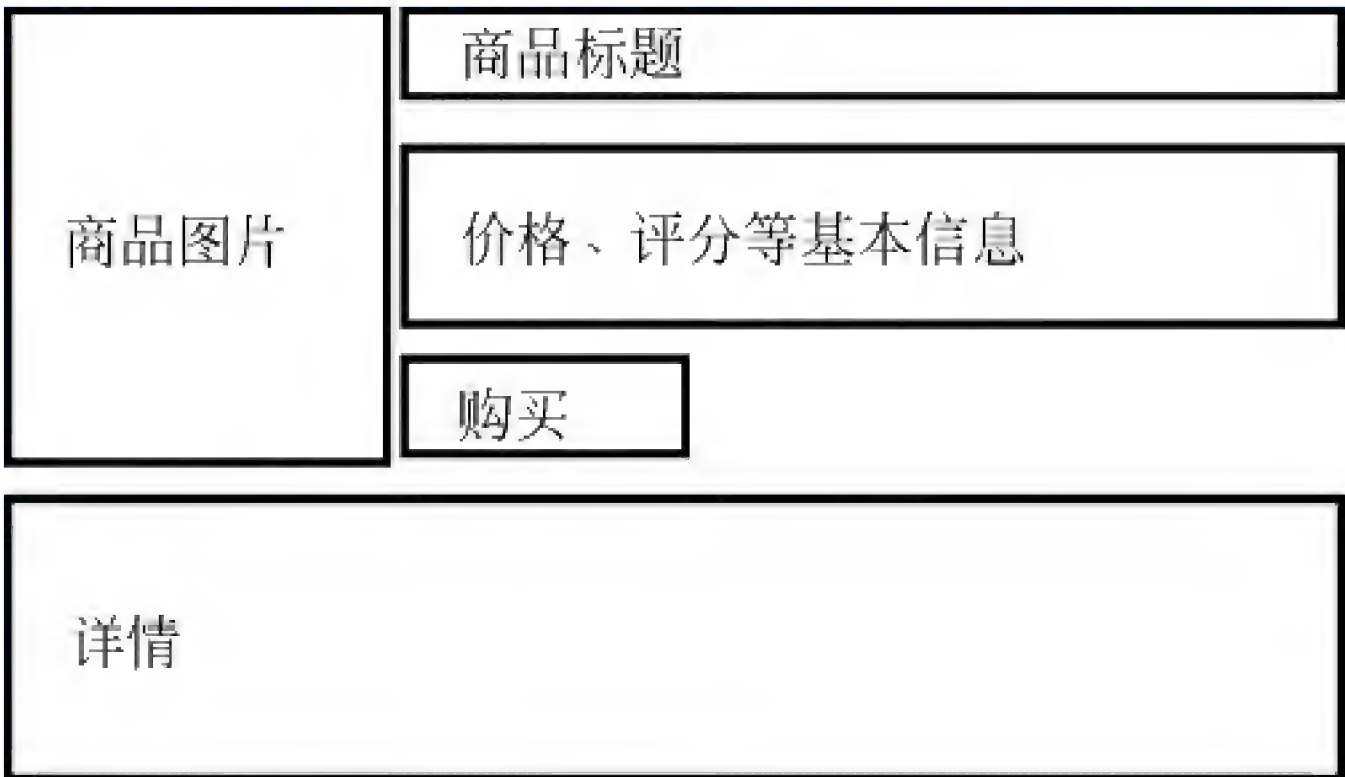 商品标题
商品图片
价格、评分等基本信息
购买
详情